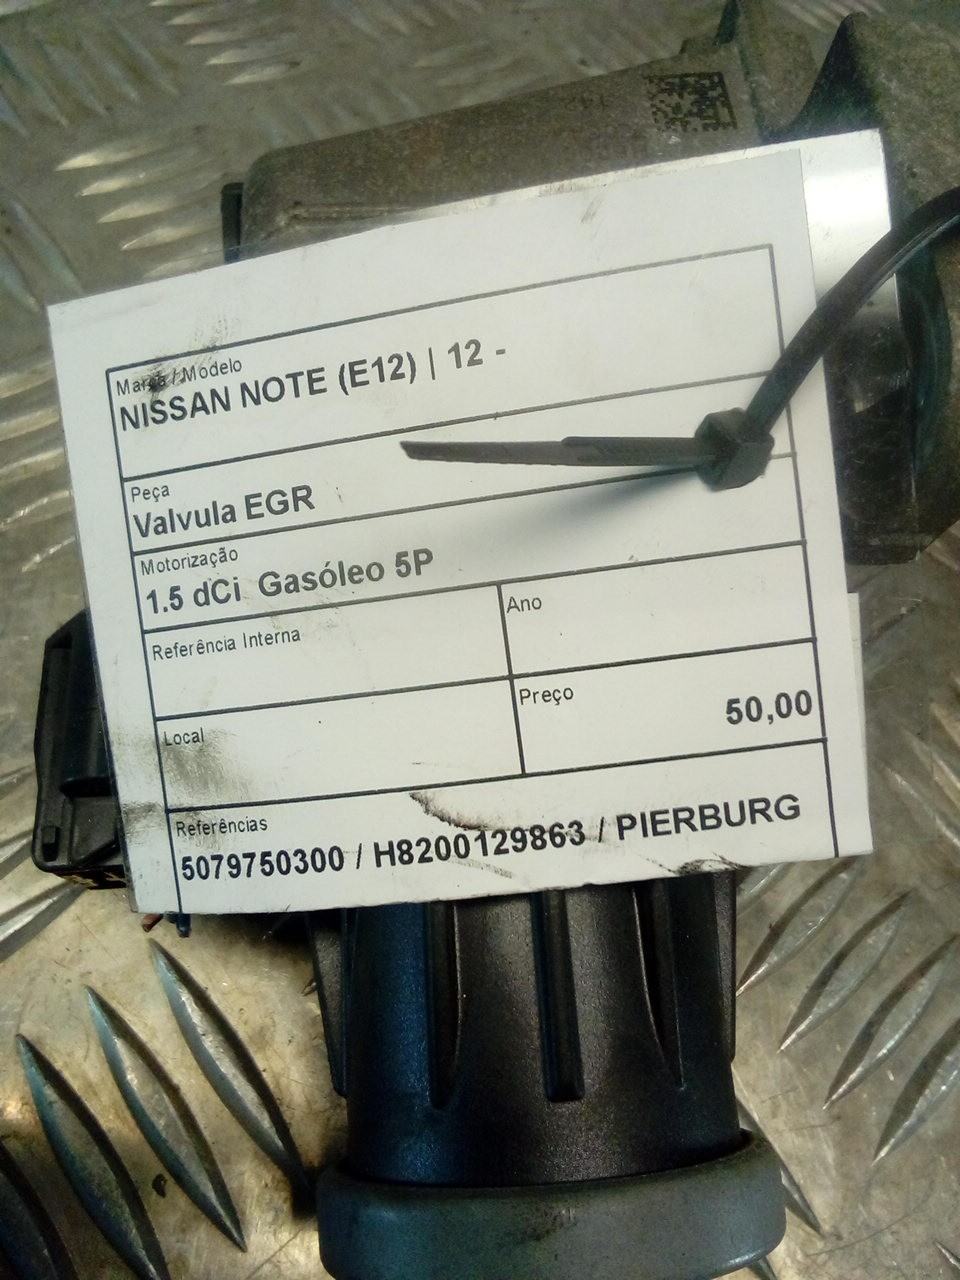 142
Marca / Modelo
NISSAN NOTE (E12) | 12 -
Peça
Valvula EGR
Motorização
1.5 dCi Gasóleo 5P
Referência Interna
Ano
Local
Preço
50,00
Referências
5079750300 / H8200129863 / PIERBURG